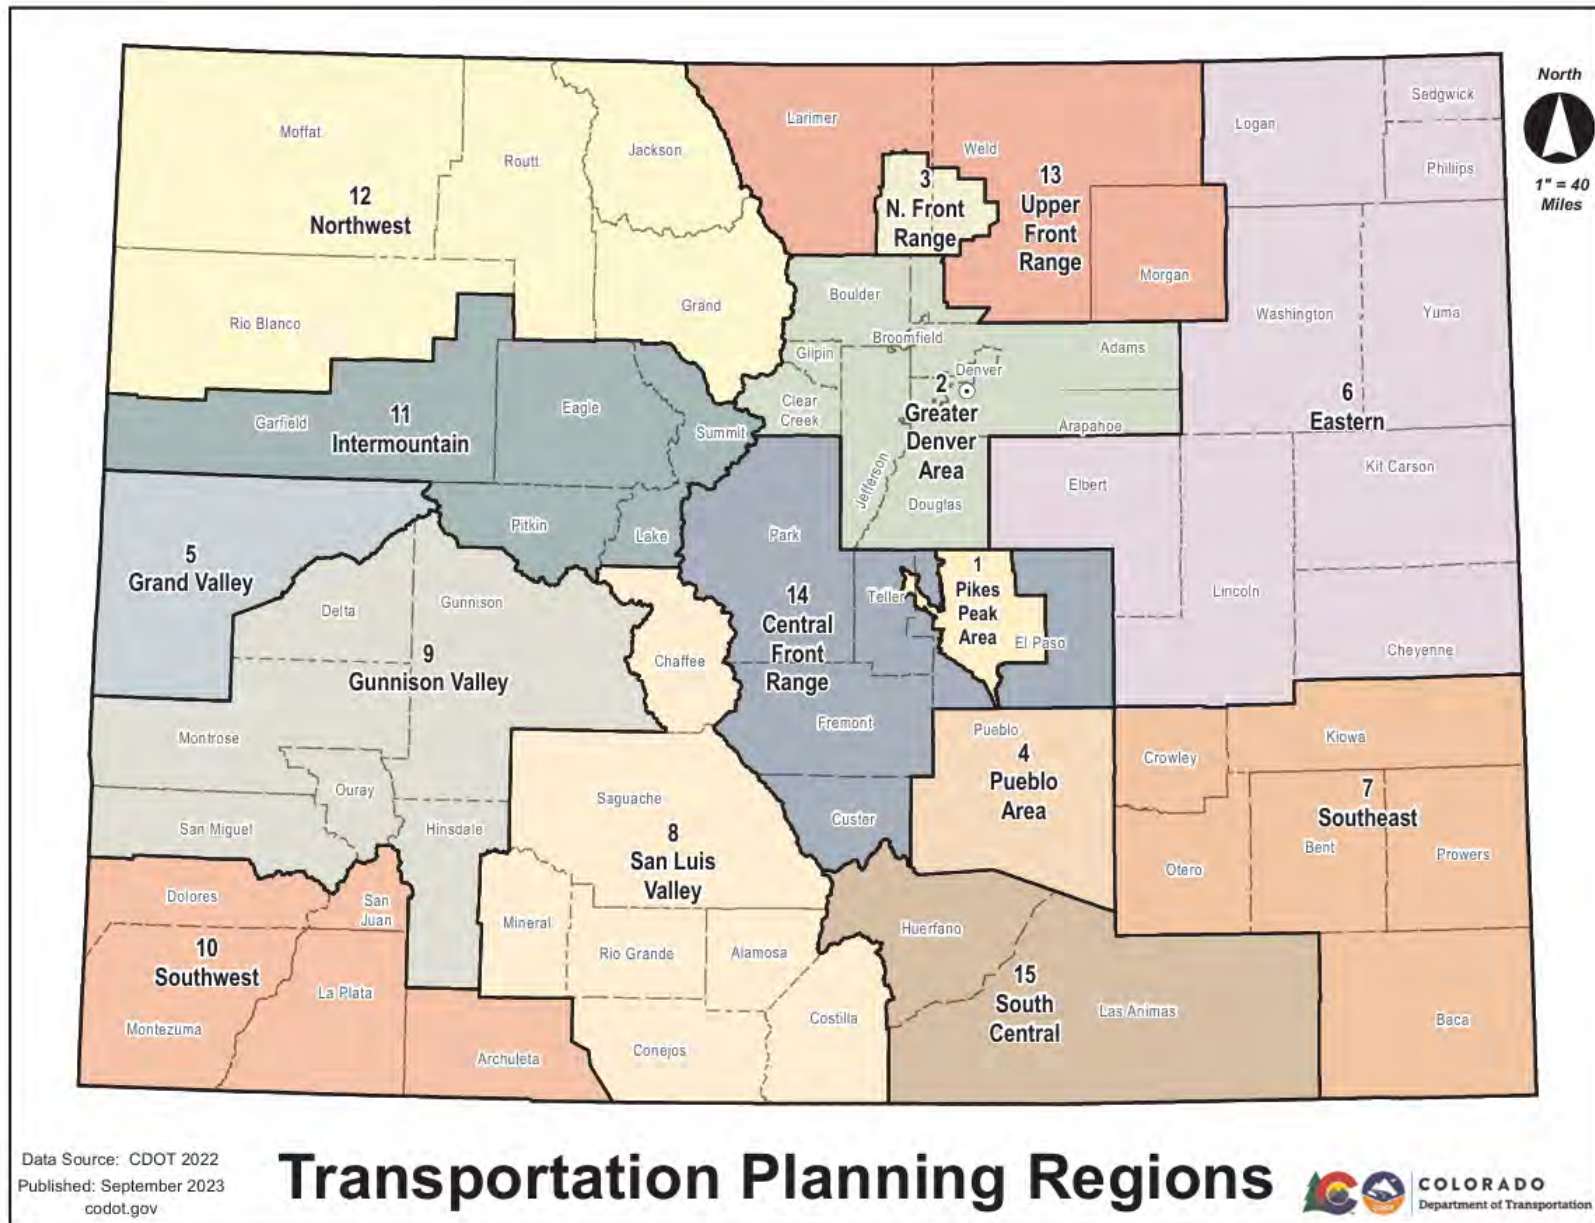 North
1" = 40
Miles
Moffat
Routt
Jackson
Larimer
Weld
Logan
Sedgwick
Phillips
12
Northwest
3
N. Front
Range
13
Upper
Front
Range
Morgan
Rio Blanco
Grand
Boulder
Broomfield
Gilpin
Adams
Denver
Washington
Yuma
Garfield
11
Intermountain
Eagle
Summit
Clear
Creek
2
Greater
Denver
Area
Arapahoe
6
Eastern
Jefferson
Douglas
Elbert
Kit Carson
Pitkin
Lake
Park
5
Grand Valley
Delta
Gunnison
14
Central
Front
Range
Teller
1
Pikes
Peak
Area
El Paso
Lincoln
Cheyenne
9
Gunnison Valley
Chaffee
Montrose
Fremont
Pueblo
4
Pueblo
Area
Crowley
Kiowa
Ouray
San Miguel
Hinsdale
Saguache
8
San Luis
Valley
Custer
7
Southeast
Bent
Prowers
Otero
Dolores
San
Juan
10
Southwest
Mineral
Rio Grande
Alamosa
Huerfano
La Plata
Montezuma
Archuleta
Conejos
Costilla
15
South
Central
Las Animas
Baca
Data Source: CDOT 2022
Published: September 2023
codot.gov
Transportation Planning Regions
COLORADO
Department of Transportation